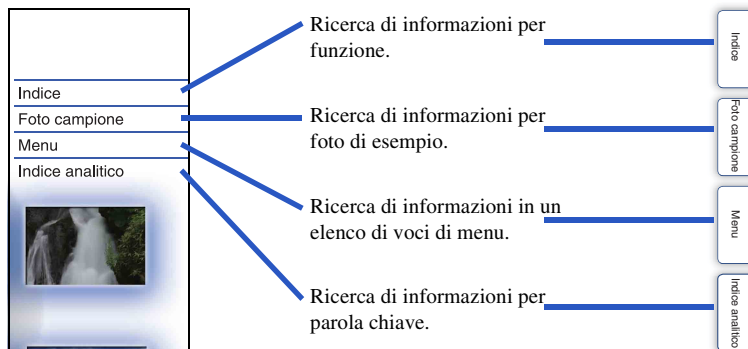 Indice
Foto campione
Menu
Indice analitico
Ricerca di informazioni per
funzione.
Ricerca di informazioni per
foto di esempio.
Ricerca di informazioni in un
elenco di voci di menu.
Ricerca di informazioni per
parola chiave.
Indice
Foto campione
Menu
Indice analitico